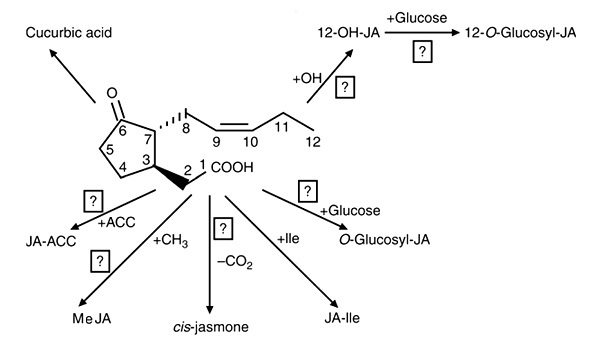 +Glucose
Cucurbic acid
12-OH-JA
12-O-Glucosyl-JA
?
+OH
?
O
6
7
8
9
10
11
12
5
4
3
2
1
COOH
?
+ACC
JA-ACC
?
+CH₃
MeJA
?
–CO₂
cis-jasmone
+Ile
JA-Ile
?
+Glucose
O-Glucosyl-JA